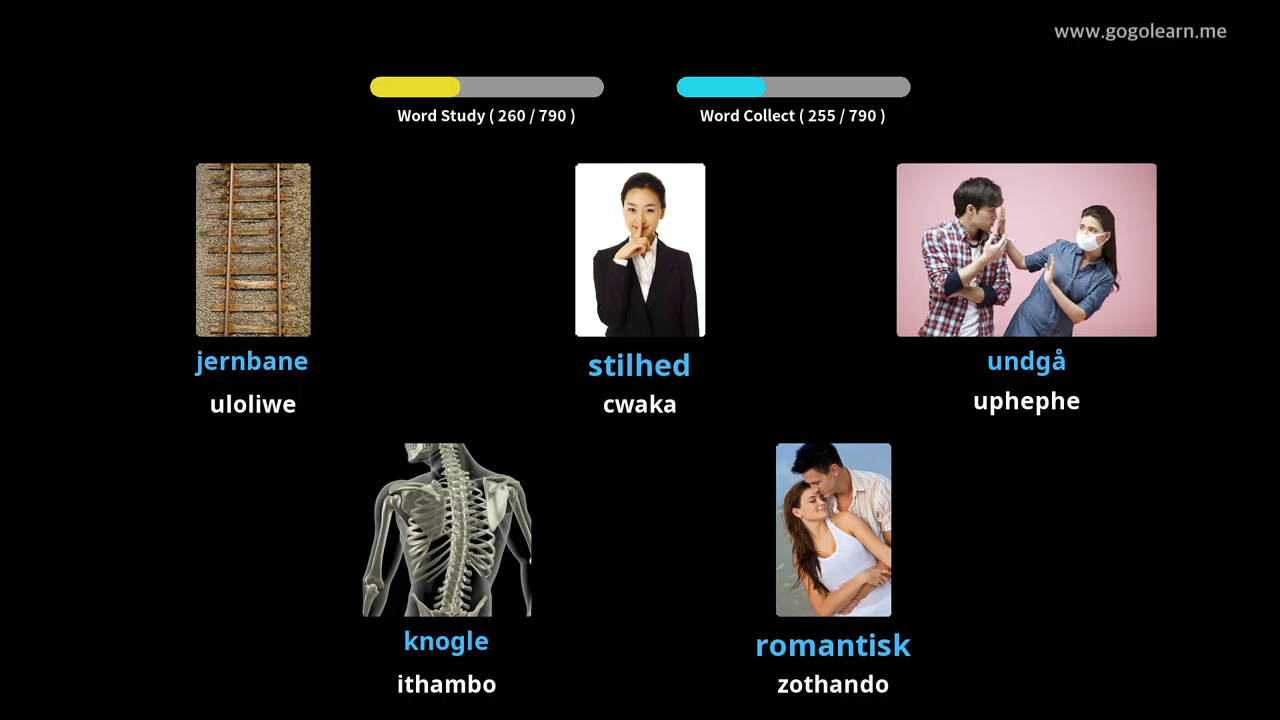 www.gogolearn.me
Word Study ( 260 / 790 )
Word Collect ( 255 / 790 )
jernbane
uloliwe
stilhed
cwaka
undgå
uphephe
knogle
ithambo
romantisk
zothando